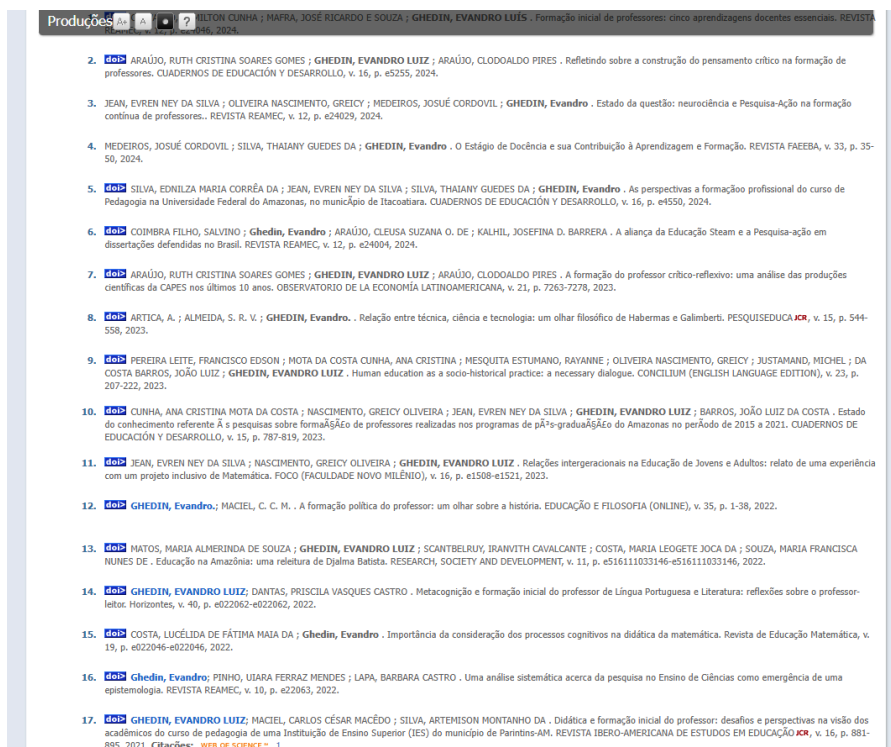 Produções A+ A ?
MILTON CUNHA ; MAFRA, JOSÉ RICARDO E SOUZA ; GHEDIN, EVANDRO LUÍS . Formação inicial de professores: cinco aprendizagens docentes essenciais. REVISTA
REAMEC, v. 12, p. e24046, 2024.
2. doi> ARAÚJO, RUTH CRISTINA SOARES GOMES ; GHEDIN, EVANDRO LUIZ ; ARAÚJO, CLODOALDO PIRES . Refletindo sobre a construção do pensamento crítico na formação de
professores. CUADERNOS DE EDUCACIÓN Y DESARROLLO, v. 16, p. e5255, 2024.
3. JEAN, EVREN NEY DA SILVA ; OLIVEIRA NASCIMENTO, GREICY ; MEDEIROS, JOSUÉ CORDOVIL ; GHEDIN, Evandro . Estado da questão: neurociência e Pesquisa-Ação na formação
contínua de professores.. REVISTA REAMEC, v. 12, p. e24029, 2024.
4. MEDEIROS, JOSUÉ CORDOVIL ; SILVA, THAIANY GUEDES DA ; GHEDIN, Evandro . O Estágio de Docência e sua Contribuição à Aprendizagem e Formação. REVISTA FAEEBA, v. 33, p. 35-
50, 2024.
5. doi> SILVA, EDNILZA MARIA CORRÊA DA ; JEAN, EVREN NEY DA SILVA ; SILVA, THAIANY GUEDES DA ; GHEDIN, Evandro . As perspectivas a formaçãoo profissional do curso de
Pedagogia na Universidade Federal do Amazonas, no municÃpio de Itacoatiara. CUADERNOS DE EDUCACIÓN Y DESARROLLO, v. 16, p. e4550, 2024.
6. doi> COIMBRA FILHO, SALVINO ; Ghedin, Evandro ; ARAÚJO, CLEUSA SUZANA O. DE ; KALHIL, JOSEFINA D. BARRERA . A aliança da Educação Steam e a Pesquisa-ação em
dissertações defendidas no Brasil. REVISTA REAMEC, v. 12, p. e24004, 2024.
7. doi> ARAÚJO, RUTH CRISTINA SOARES GOMES ; GHEDIN, EVANDRO LUIZ ; ARAÚJO, CLODOALDO PIRES . A formação do professor crítico-reflexivo: uma análise das produções
científicas da CAPES nos últimos 10 anos. OBSERVATORIO DE LA ECONOMÍA LATINOAMERICANA, v. 21, p. 7263-7278, 2023.
8. doi> ARTICA, A. ; ALMEIDA, S. R. V. ; GHEDIN, Evandro. . Relação entre técnica, ciência e tecnologia: um olhar filosófico de Habermas e Galimberti. PESQUISEDUCA JCR, v. 15, p. 544-
558, 2023.
9. doi> PEREIRA LEITE, FRANCISCO EDSON ; MOTA DA COSTA CUNHA, ANA CRISTINA ; MESQUITA ESTUMANO, RAYANNE ; OLIVEIRA NASCIMENTO, GREICY ; JUSTAMAND, MICHEL ; DA
COSTA BARROS, JOÃO LUIZ ; GHEDIN, EVANDRO LUIZ . Human education as a socio-historical practice: a necessary dialogue. CONCILIUM (ENGLISH LANGUAGE EDITION), v. 23, p.
207-222, 2023.
10. doi> CUNHA, ANA CRISTINA MOTA DA COSTA ; NASCIMENTO, GREICY OLIVEIRA ; JEAN, EVREN NEY DA SILVA ; GHEDIN, EVANDRO LUIZ ; BARROS, JOÃO LUIZ DA COSTA . Estado
do conhecimento referente Ã s pesquisas sobre formaÃ§Ã£o de professores realizadas nos programas de pÃ³s-graduaÃ§Ã£o do Amazonas no perÃodo de 2015 a 2021. CUADERNOS DE
EDUCACIÓN Y DESARROLLO, v. 15, p. 787-819, 2023.
11. doi> JEAN, EVREN NEY DA SILVA ; NASCIMENTO, GREICY OLIVEIRA ; GHEDIN, EVANDRO LUIZ . Relações intergeracionais na Educação de Jovens e Adultos: relato de uma experiência
com um projeto inclusivo de Matemática. FOCO (FACULDADE NOVO MILÊNIO), v. 16, p. e1508-e1521, 2023.
12. doi> GHEDIN, Evandro.; MACIEL, C. C. M. . A formação política do professor: um olhar sobre a história. EDUCAÇÃO E FILOSOFIA (ONLINE), v. 35, p. 1-38, 2022.
13. doi> MATOS, MARIA ALMERINDA DE SOUZA ; GHEDIN, EVANDRO LUIZ ; SCANTBELRUY, IRANVITH CAVALCANTE ; COSTA, MARIA LEOGETE JOCA DA ; SOUZA, MARIA FRANCISCA
NUNES DE . Educação na Amazônia: uma releitura de Djalma Batista. RESEARCH, SOCIETY AND DEVELOPMENT, v. 11, p. e516111033146-e516111033146, 2022.
14. doi> GHEDIN, EVANDRO LUIZ; DANTAS, PRISCILA VASQUES CASTRO . Metacognição e formação inicial do professor de Língua Portuguesa e Literatura: reflexões sobre o professor-
leitor. Horizontes, v. 40, p. e022062-e022062, 2022.
15. doi> COSTA, LUCÉLIDA DE FÁTIMA MAIA DA ; Ghedin, Evandro . Importância da consideração dos processos cognitivos na didática da matemática. Revista de Educação Matemática, v.
19, p. e022046-e022046, 2022.
16. doi> Ghedin, Evandro; PINHO, UIARA FERRAZ MENDES ; LAPA, BARBARA CASTRO . Uma análise sistemática acerca da pesquisa no Ensino de Ciências como emergência de uma
epistemologia. REVISTA REAMEC, v. 10, p. e22063, 2022.
17. doi> GHEDIN, EVANDRO LUIZ; MACIEL, CARLOS CÉSAR MACÊDO ; SILVA, ARTEMISON MONTANHO DA . Didática e formação inicial do professor: desafios e perspectivas na visão dos
acadêmicos do curso de pedagogia de uma Instituição de Ensino Superior (IES) do município de Parintins-AM. REVISTA IBERO-AMERICANA DE ESTUDOS EM EDUCAÇÃO JCR, v. 16, p. 881-
895, 2021. Citações: WEB OF SCIENCE ™ 1